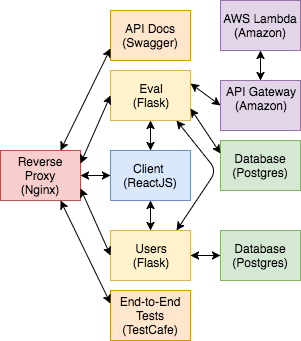 API Docs
(Swagger)
AWS Lambda
(Amazon)
Eval
(Flask)
API Gateway
(Amazon)
Reverse
Proxy
(Nginx)
Client
(ReactJS)
Database
(Postgres)
Users
(Flask)
Database
(Postgres)
End-to-End
Tests
(TestCafe)